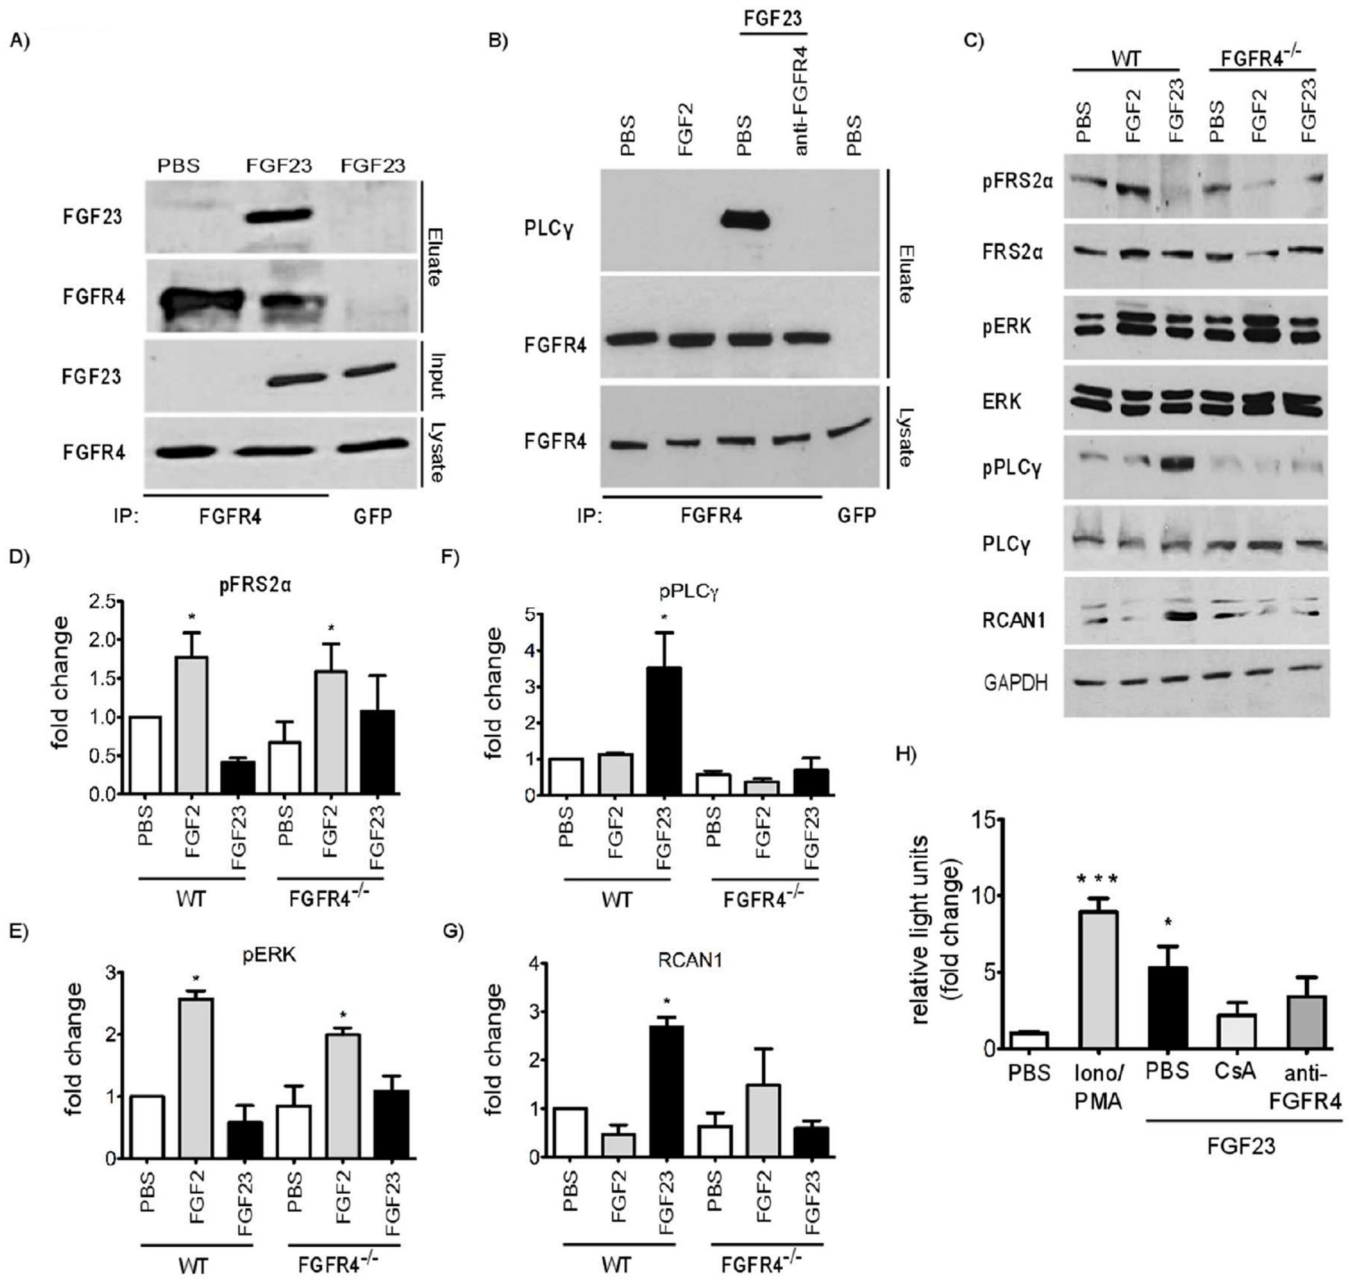 A)
PBS FGF23 FGF23
FGF23
FGFR4
Eluate
FGF23
Input
FGFR4
Lysate
IP: FGFR4 GFP
B)
FGF23
PBS FGF2 PBS anti-FGFR4 PBS
PLCγ
FGFR4
Eluate
FGFR4
Lysate
IP: FGFR4 GFP
C)
WT FGFR4-/-
PBS FGF2 FGF23 PBS FGF2 FGF23
pFRS2α
FRS2α
pERK
ERK
pPLCγ
PLCγ
RCAN1
GAPDH
D)
pFRS2α
fold change
2.5
2.0
1.5
1.0
0.5
0.0
PBS FGF2 FGF23 PBS FGF2 FGF23
* *
WT FGFR4-/-
F)
pPLCγ
fold change
5
4
3
2
1
0
*
PBS FGF2 FGF23 PBS FGF2 FGF23
WT FGFR4-/-
E)
pERK
fold change
3
2
1
0
* *
PBS FGF2 FGF23 PBS FGF2 FGF23
WT FGFR4-/-
G)
RCAN1
fold change
4
3
2
1
0
*
PBS FGF2 FGF23 PBS FGF2 FGF23
WT FGFR4-/-
H)
relative light units
(fold change)
15
10
5
0
*** *
PBS Iono/ PBS CsA anti-
PMA FGFR4
FGF23